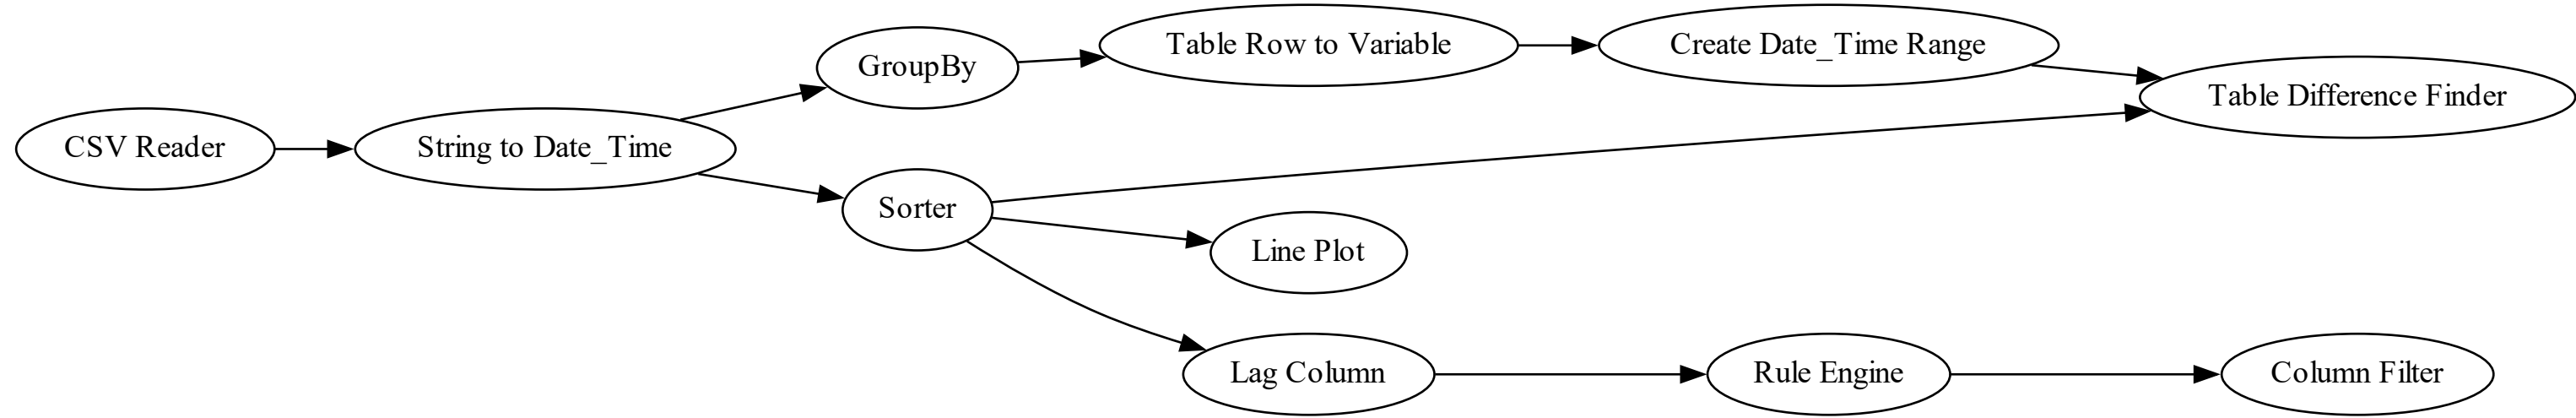 CSV Reader
String to Date_Time
GroupBy
Table Row to Variable
Create Date_Time Range
Table Difference Finder
Sorter
Line Plot
Lag Column
Rule Engine
Column Filter